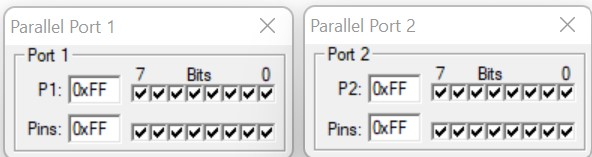 Parallel Port 1
Port 1
7 Bits 0
P1: 0xFF
Pins: 0xFF
Parallel Port 2
Port 2
7 Bits 0
P2: 0xFF
Pins: 0xFF